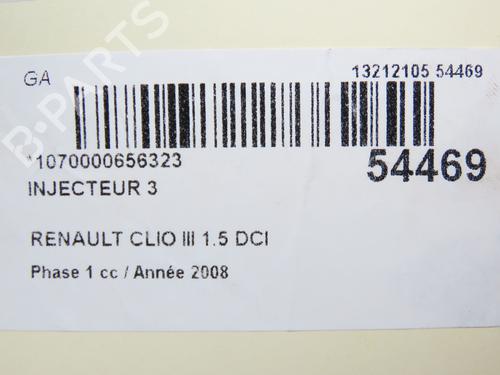 GA
13212105 54469
*1070000656323
54469
INJECTEUR 3
RENAULT CLIO III 1.5 DCI
Phase 1 cc / Année 2008
B-PARTS